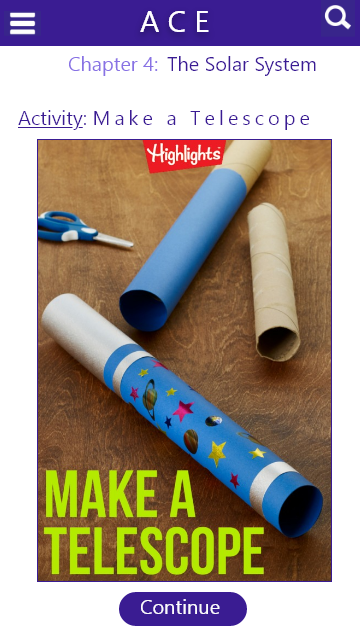 ACE
Chapter 4: The Solar System
Activity: Make a Telescope
Highlights
MAKE A
TELESCOPE
Continue